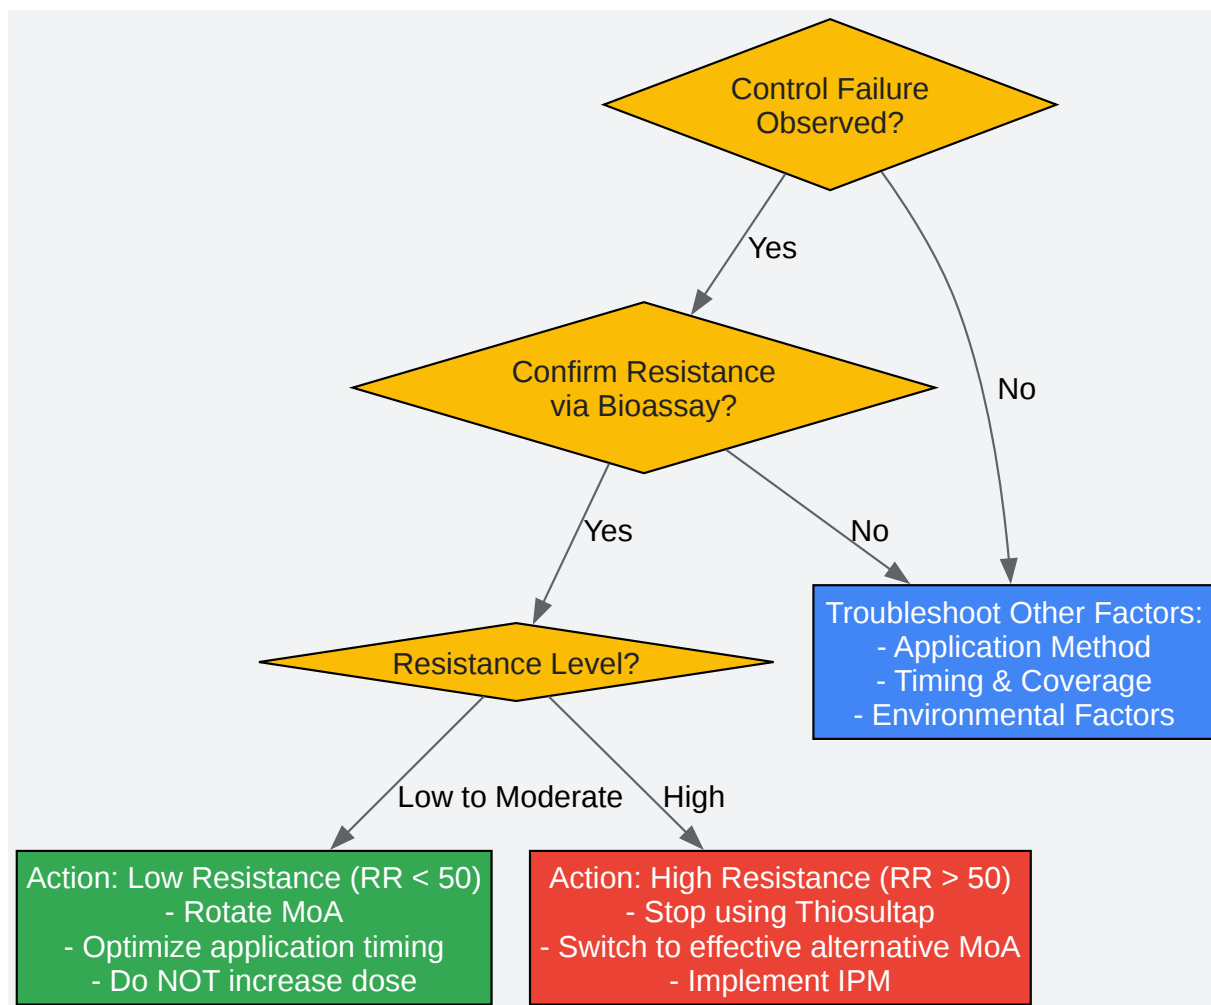 Control Failure
Observed?
Yes
No
Confirm Resistance
via Bioassay?
Yes
No
Troubleshoot Other Factors:
- Application Method
- Timing & Coverage
- Environmental Factors
Resistance Level?
Low to Moderate
High
Action: Low Resistance (RR < 50)
- Rotate MoA
- Optimize application timing
- Do NOT increase dose
Action: High Resistance (RR > 50)
- Stop using Thiosultap
- Switch to effective alternative MoA
- Implement IPM